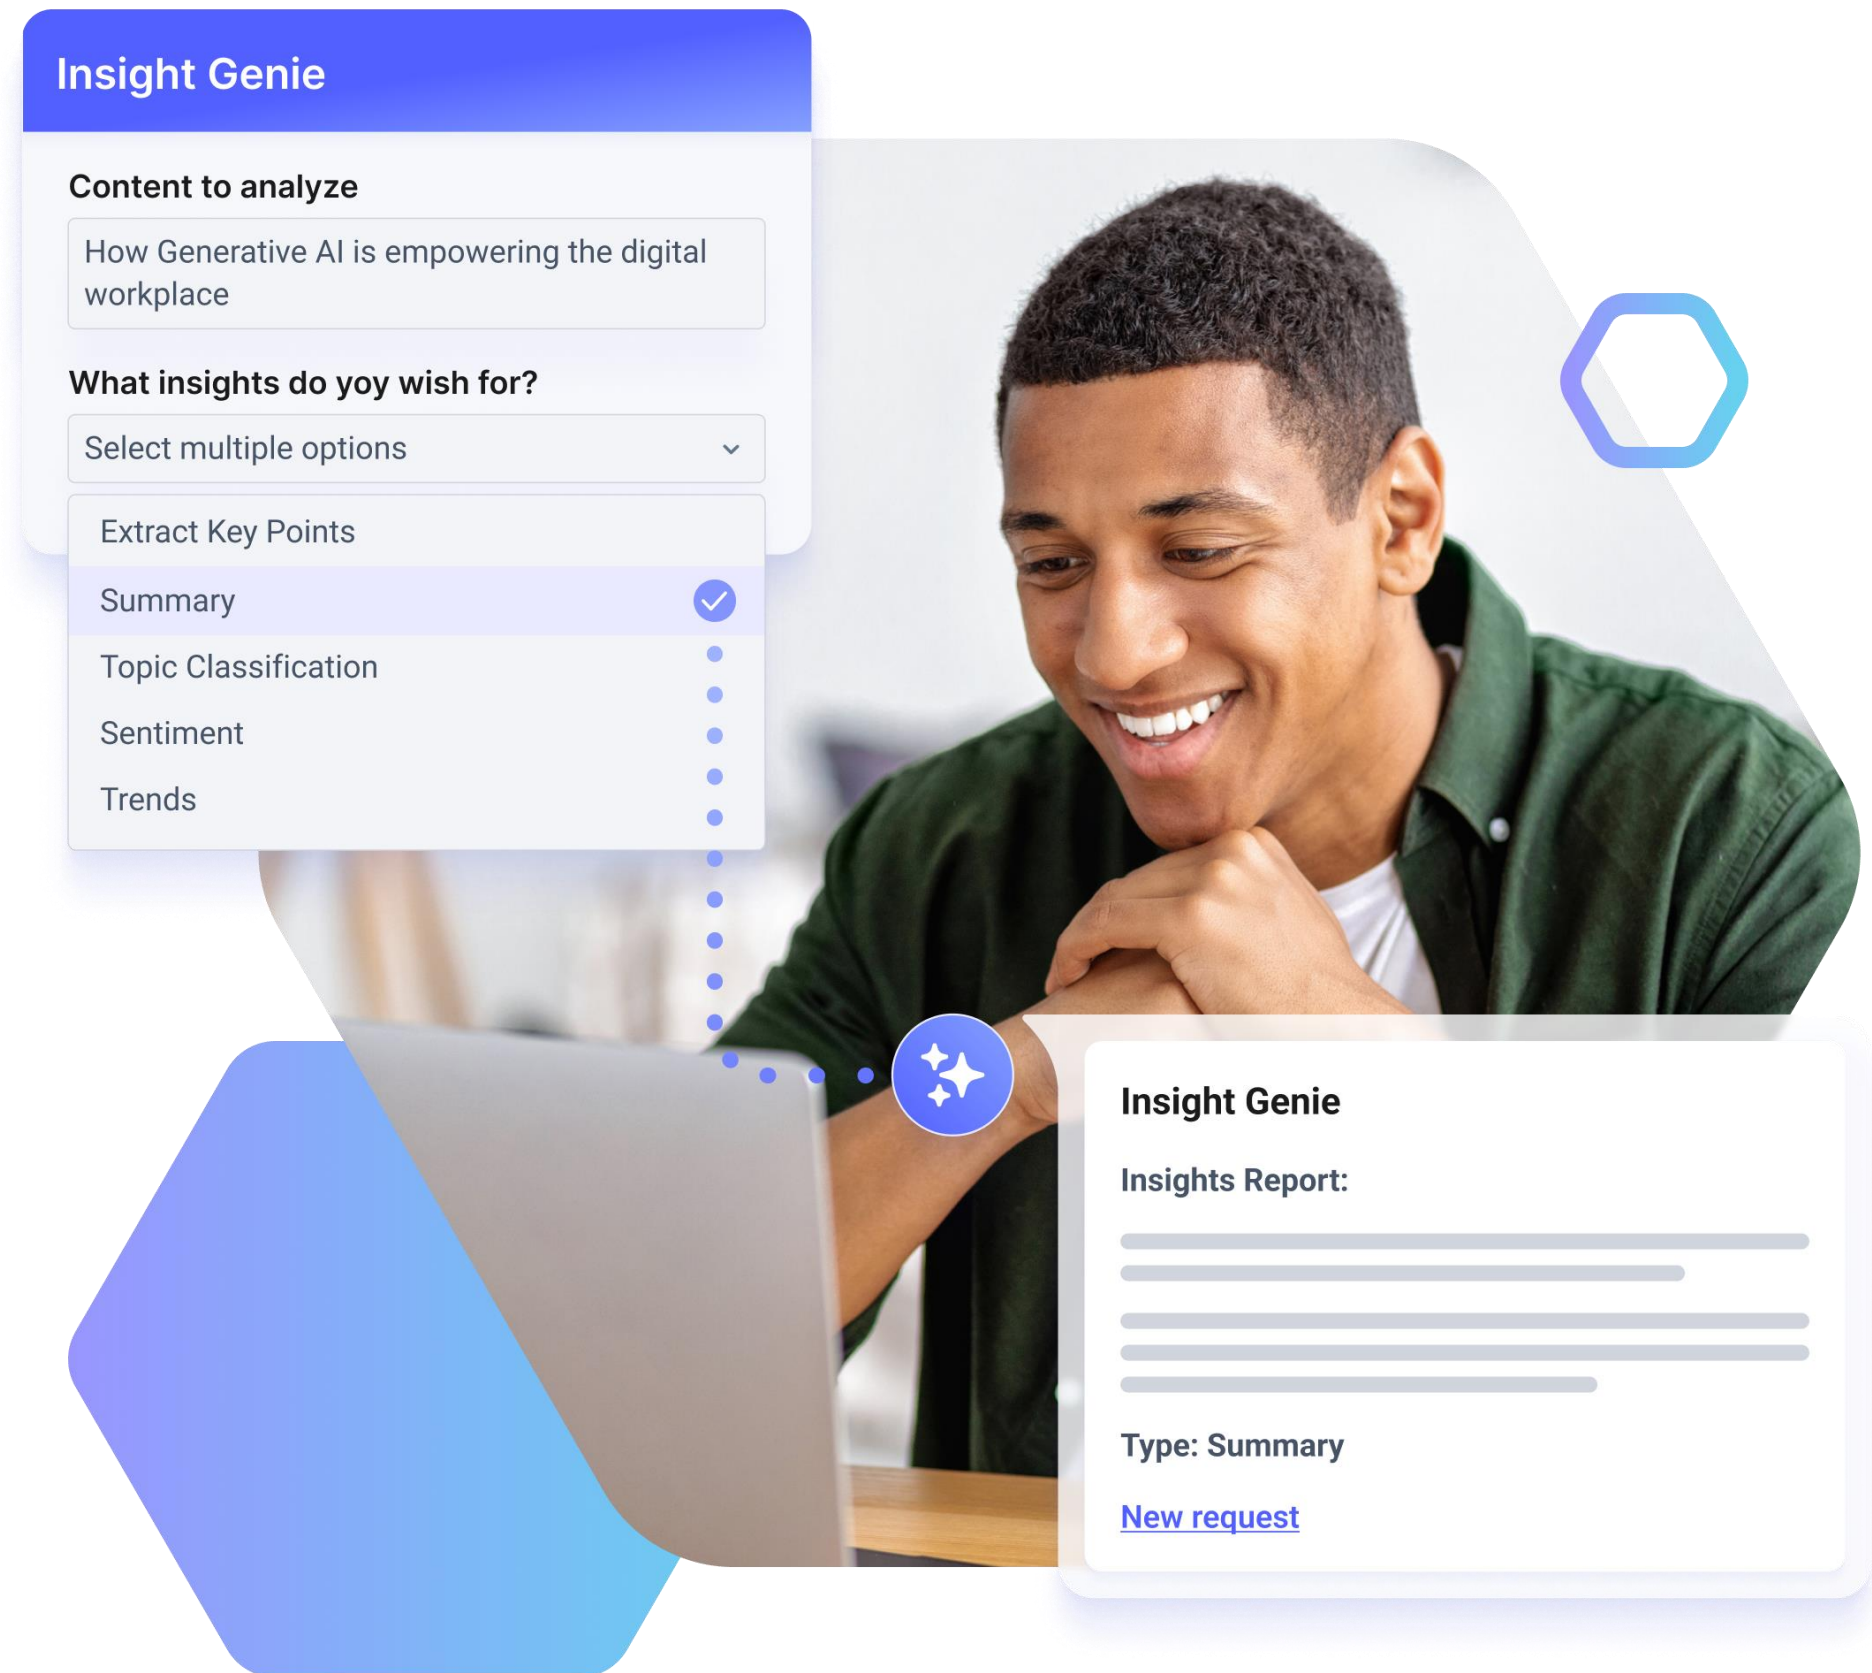 Insight Genie
Content to analyze
How Generative AI is empowering the digital
workplace
What insights do yoy wish for?
Select multiple options
Extract Key Points
Summary
Topic Classification
Sentiment
Trends
Insight Genie
Insights Report:
Type: Summary
New request